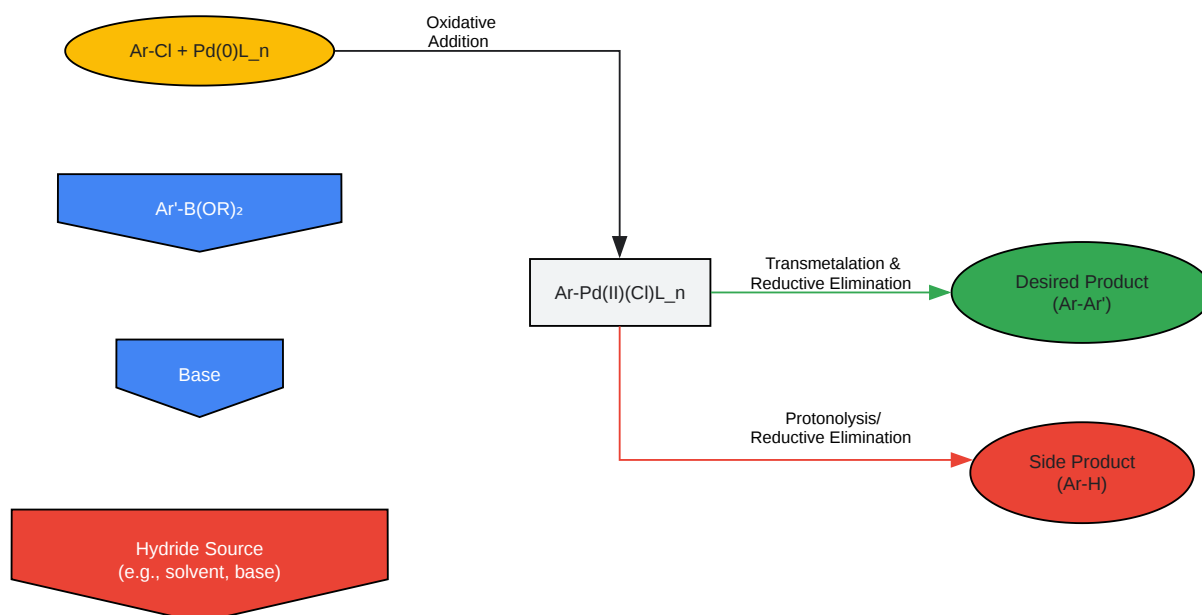 Ar-Cl + Pd(0)L_n
Oxidative
Addition
Ar'-B(OR)₂
Base
Hydride Source
(e.g., solvent, base)
Ar-Pd(II)(Cl)L_n
Transmetalation &
Reductive Elimination
Desired Product
(Ar-Ar')
Protonolysis/
Reductive Elimination
Side Product
(Ar-H)